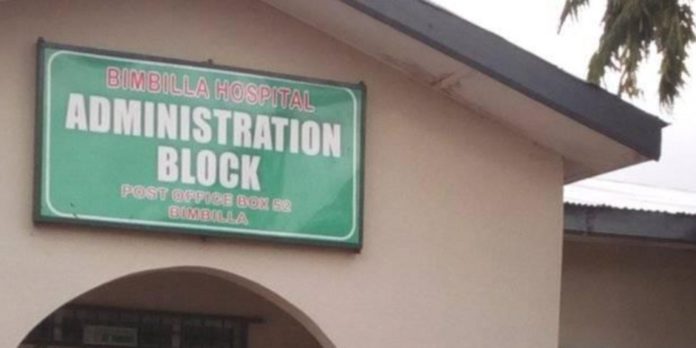 BIMBILLA HOSPITAL
ADMINISTRATION
BLOCK
POST OFFICE BOX 52
BIMBILLA